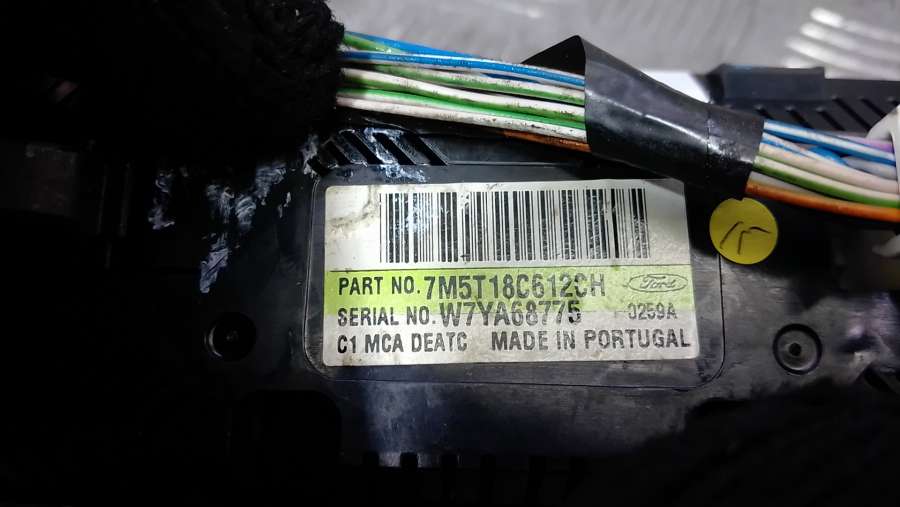 PART NO. 7M5T18C612CH Ford
SERIAL NO. W7YA68775 0259A
C1 MCA DEATC MADE IN PORTUGAL